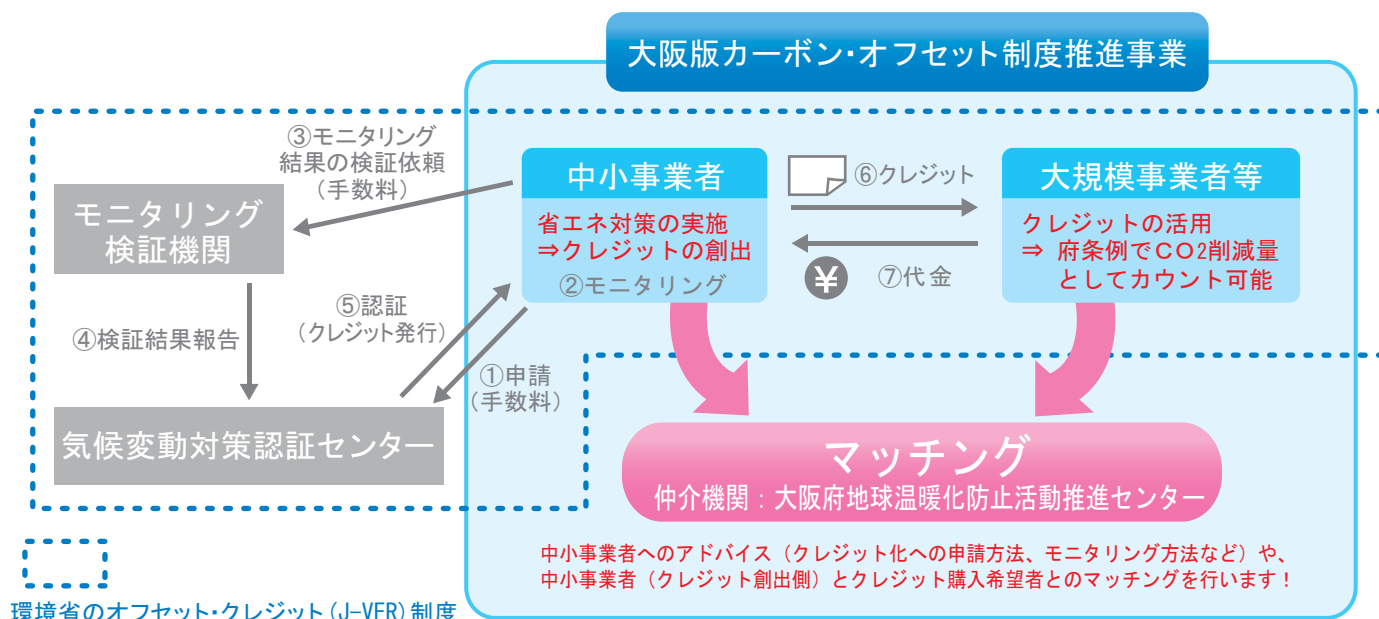 大阪版カーボン・オフセット制度推進事業
③モニタリング
結果の検証依頼
（手数料）
モニタリング
検証機関
④検証結果報告
気候変動対策認証センター
⑤認証
（クレジット発行）
①申請
（手数料）
中小事業者
省エネ対策の実施
⇒クレジットの創出
②モニタリング
⑥クレジット
¥
⑦代金
大規模事業者等
クレジットの活用
⇒ 府条例でＣＯ2削減量
としてカウント可能
マッチング
仲介機関：大阪府地球温暖化防止活動推進センター
中小事業者へのアドバイス（クレジット化への申請方法、モニタリング方法など）や、
中小事業者（クレジット創出側）とクレジット購入希望者とのマッチングを行います！
環境省のオフセット・クレジット(J-VER)制度